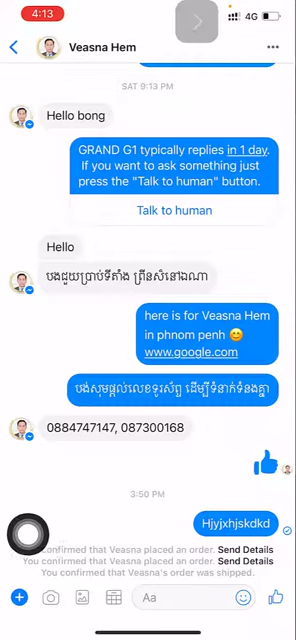 4:13
4G
Veasna Hem
SAT 9:13 PM
Hello bong
GRAND G1 typically replies in 1 day.
If you want to ask something just
press the "Talk to human" button.
Talk to human
Hello
បងជួយប្រាប់ទីតាំង ព្រីនសំនៅឯណា
here is for Veasna Hem
in phnom penh 😊
www.google.com
បង់សុមផ្តល់លេខទូរស័ព្ទ ដើម្បីទំនាក់ទំនងគ្នា
0884747147, 087300168
3:50 PM
Hjyjxhjskdkd
confirmed that Veasna placed an order. Send Details
You confirmed that Veasna placed an order. Send Details
You confirmed that Veasna's order was shipped.
Aa